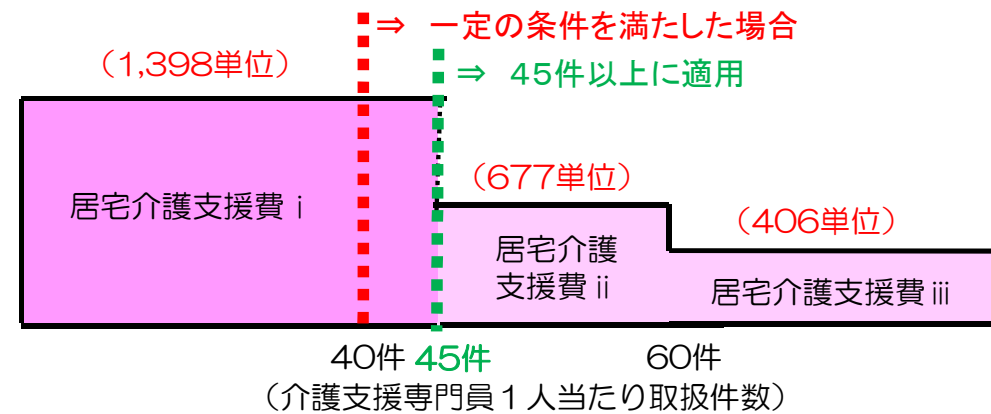 ⇒ 一定の条件を満たした場合
（1,398単位）
⇒ 45件以上に適用
（677単位）
居宅介護支援費ⅰ
（406単位）
居宅介護
支援費ⅱ
居宅介護支援費ⅲ
40件 45件 60件
（介護支援専門員１人当たり取扱件数）